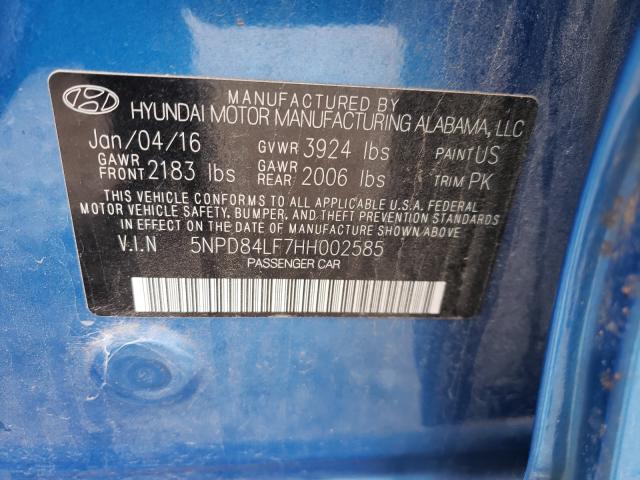 MANUFACTURED BY
HYUNDAI MOTOR MANUFACTURING ALABAMA, LLC
Jan/04/16 GVWR 3924 lbs PAINT US
GAWR FRONT 2183 lbs GAWR REAR 2006 lbs TRIM PK
THIS VEHICLE CONFORMS TO ALL APPLICABLE U.S.A. FEDERAL
MOTOR VEHICLE SAFETY, BUMPER, AND THEFT PREVENTION STANDARDS
IN EFFECT ON THE DATE OF MANUFACTURE SHOWN ABOVE.
V.I.N 5NPD84LF7HH002585
PASSENGER CAR